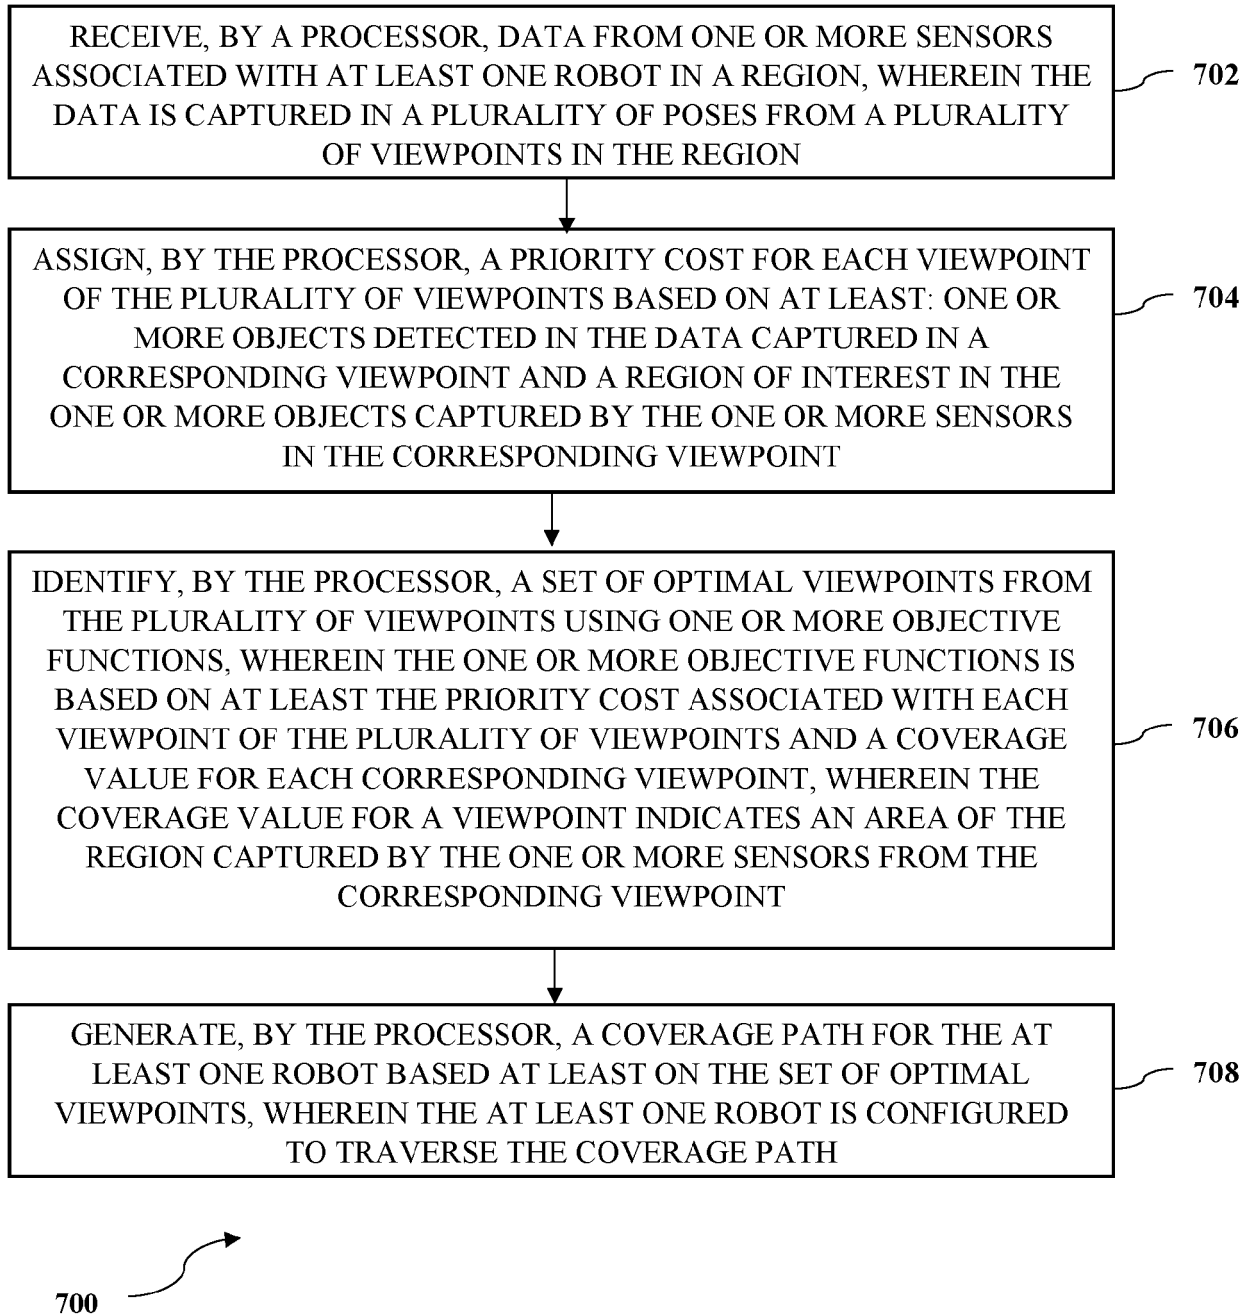 RECEIVE, BY A PROCESSOR, DATA FROM ONE OR MORE SENSORS
ASSOCIATED WITH AT LEAST ONE ROBOT IN A REGION, WHEREIN THE
DATA IS CAPTURED IN A PLURALITY OF POSES FROM A PLURALITY
OF VIEWPOINTS IN THE REGION
702
ASSIGN, BY THE PROCESSOR, A PRIORITY COST FOR EACH VIEWPOINT
OF THE PLURALITY OF VIEWPOINTS BASED ON AT LEAST: ONE OR
MORE OBJECTS DETECTED IN THE DATA CAPTURED IN A
CORRESPONDING VIEWPOINT AND A REGION OF INTEREST IN THE
ONE OR MORE OBJECTS CAPTURED BY THE ONE OR MORE SENSORS
IN THE CORRESPONDING VIEWPOINT
704
IDENTIFY, BY THE PROCESSOR, A SET OF OPTIMAL VIEWPOINTS FROM
THE PLURALITY OF VIEWPOINTS USING ONE OR MORE OBJECTIVE
FUNCTIONS, WHEREIN THE ONE OR MORE OBJECTIVE FUNCTIONS IS
BASED ON AT LEAST THE PRIORITY COST ASSOCIATED WITH EACH
VIEWPOINT OF THE PLURALITY OF VIEWPOINTS AND A COVERAGE
VALUE FOR EACH CORRESPONDING VIEWPOINT, WHEREIN THE
COVERAGE VALUE FOR A VIEWPOINT INDICATES AN AREA OF THE
REGION CAPTURED BY THE ONE OR MORE SENSORS FROM THE
CORRESPONDING VIEWPOINT
706
GENERATE, BY THE PROCESSOR, A COVERAGE PATH FOR THE AT
LEAST ONE ROBOT BASED AT LEAST ON THE SET OF OPTIMAL
VIEWPOINTS, WHEREIN THE AT LEAST ONE ROBOT IS CONFIGURED
TO TRAVERSE THE COVERAGE PATH
708
700